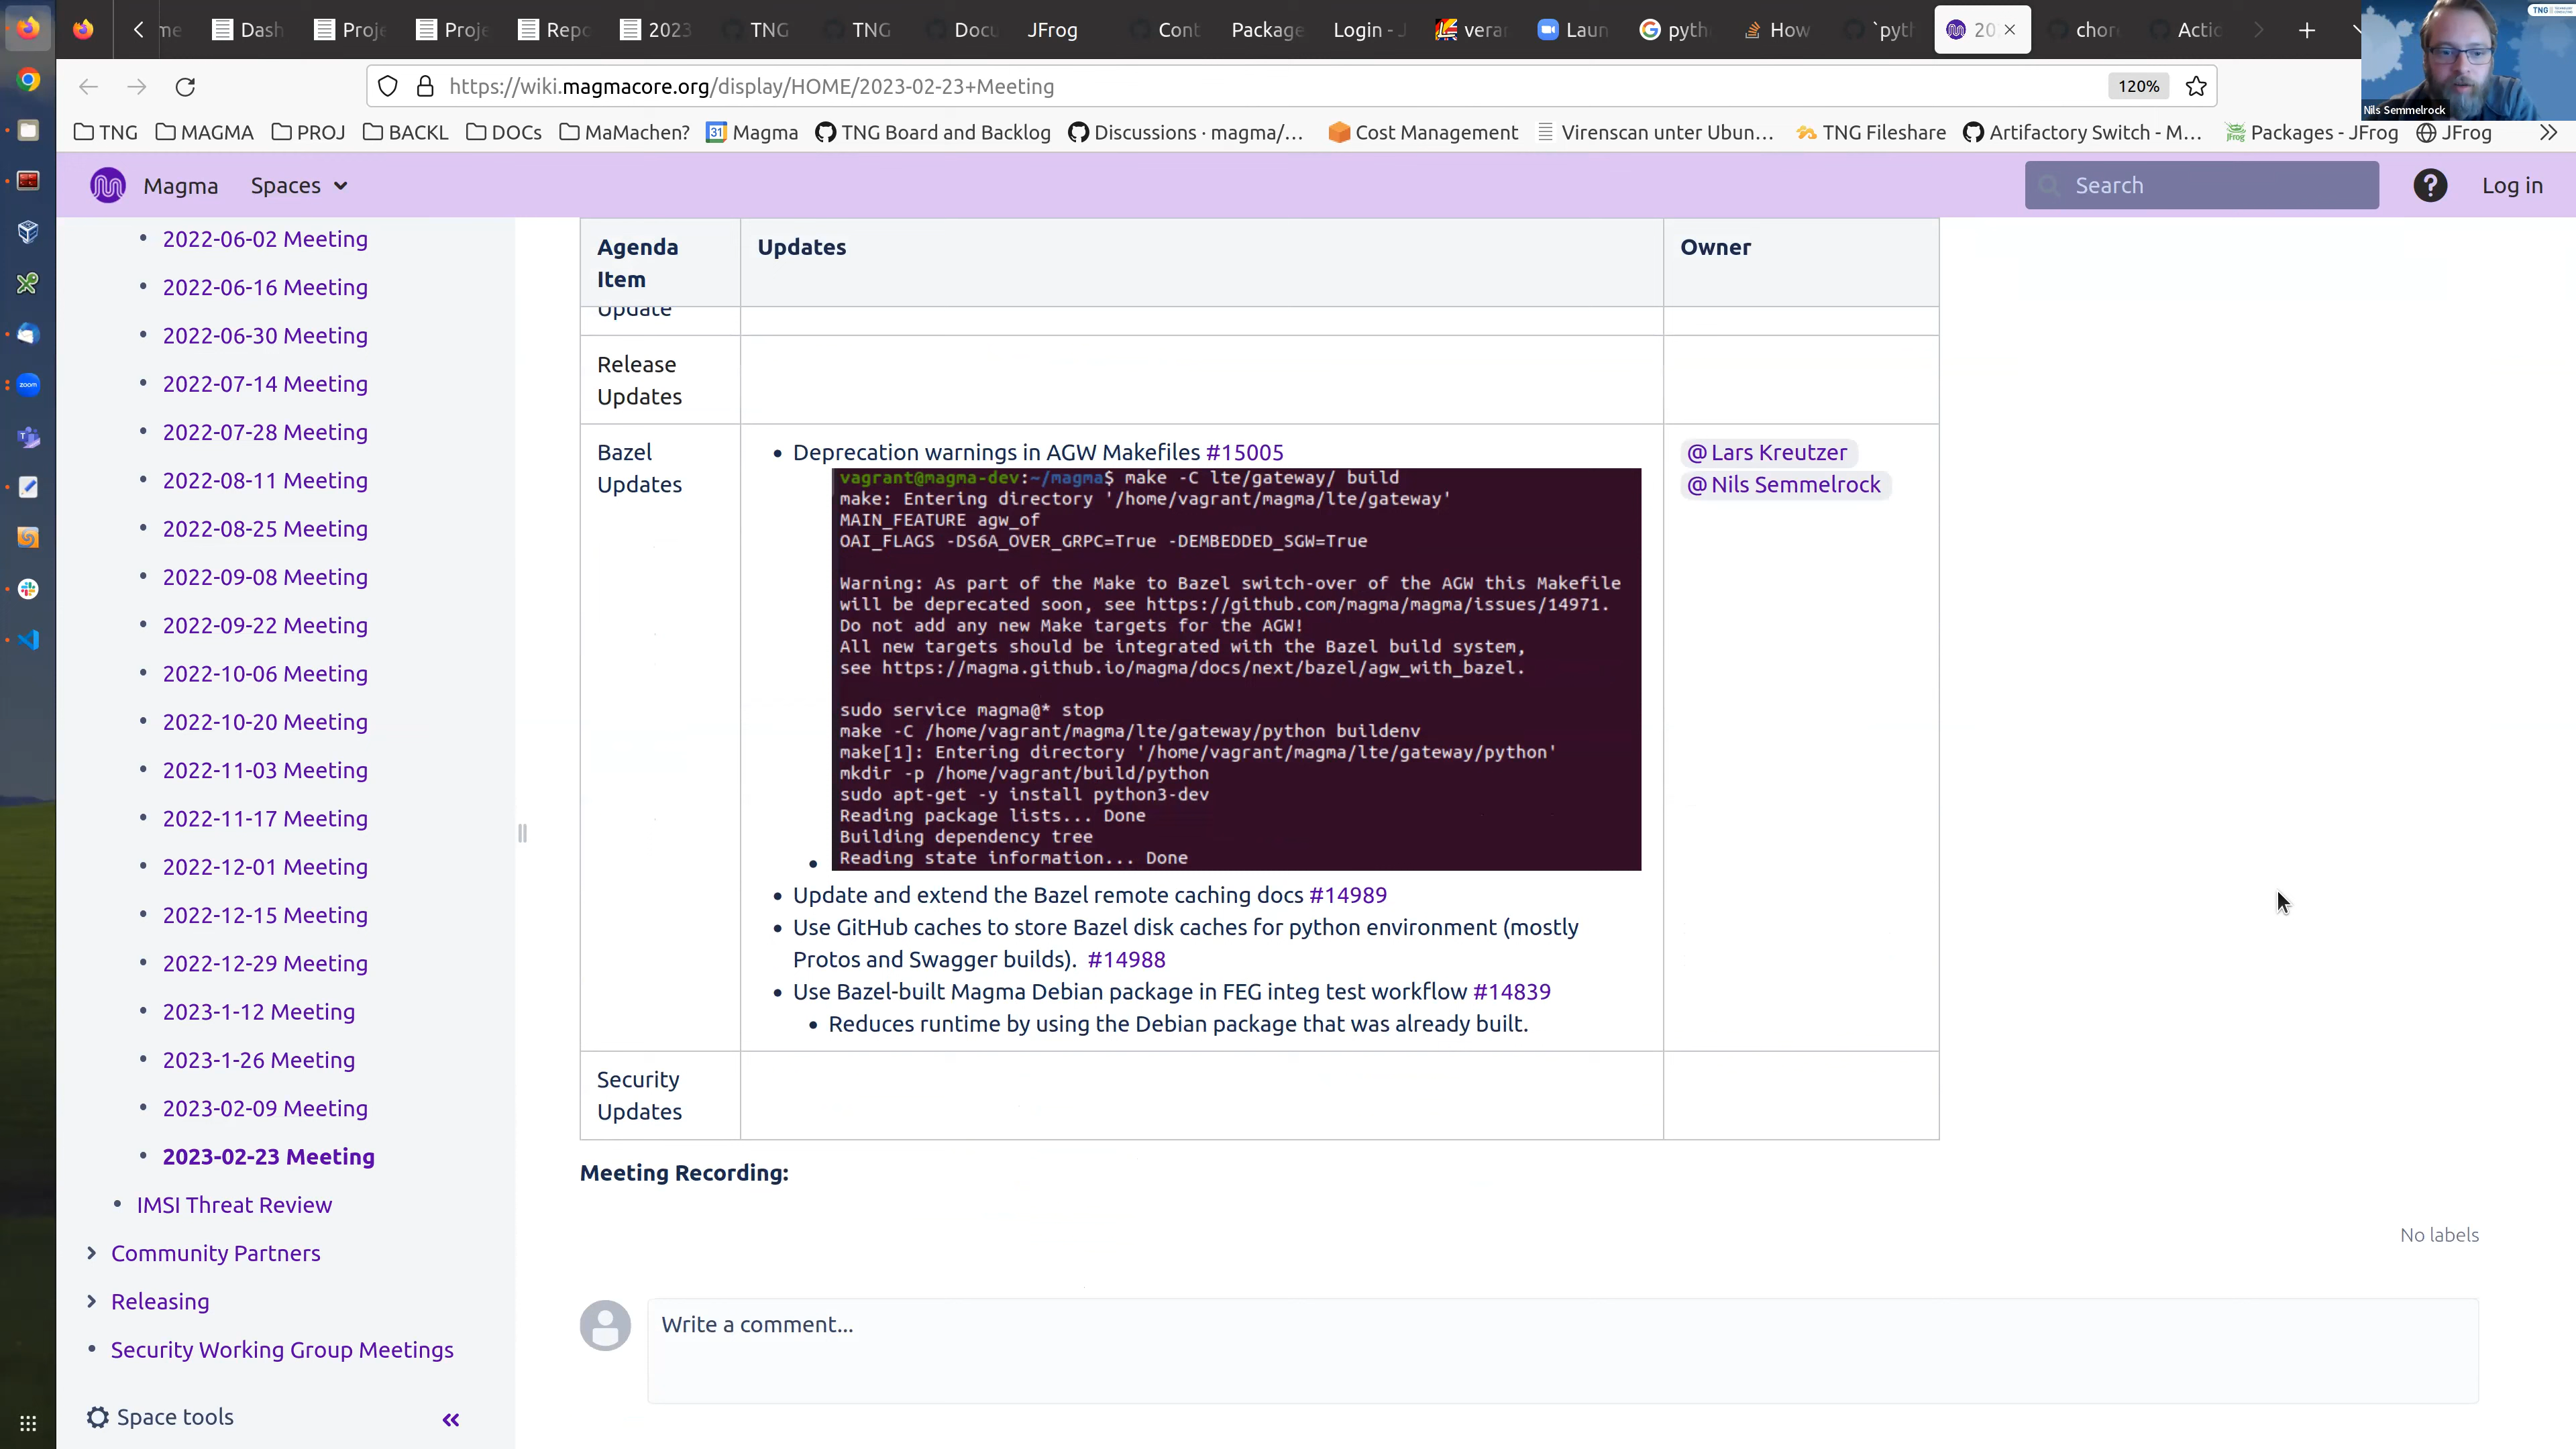 Dash
Proje
Proje
Repo
2023
TNG
TNG
Docu
JFrog
Cont
Package
Login - J
vera
Laun
pyth
How
`pyth
20
chor
Actic
https://wiki.magmacore.org/display/HOME/2023-02-23+Meeting
120%
Nils Semmelrock
TNG
MAGMA
PROJ
BACKL
DOCs
MaMachen?
Magma
TNG Board and Backlog
Discussions · magma/…
Cost Management
Virenscan unter Ubun…
TNG Fileshare
Artifactory Switch - M…
Packages - JFrog
JFrog
Magma
Spaces
Search
Log in
2022-06-02 Meeting
2022-06-16 Meeting
2022-06-30 Meeting
2022-07-14 Meeting
2022-07-28 Meeting
2022-08-11 Meeting
2022-08-25 Meeting
2022-09-08 Meeting
2022-09-22 Meeting
2022-10-06 Meeting
2022-10-20 Meeting
2022-11-03 Meeting
2022-11-17 Meeting
2022-12-01 Meeting
2022-12-15 Meeting
2022-12-29 Meeting
2023-1-12 Meeting
2023-1-26 Meeting
2023-02-09 Meeting
2023-02-23 Meeting
IMSI Threat Review
Community Partners
Releasing
Security Working Group Meetings
Space tools
Agenda
Item
Updates
Owner
Update
Release
Updates
Bazel
Updates
• Deprecation warnings in AGW Makefiles #15005
vagrant@magma-dev:~/magma$ make -C lte/gateway/ build
make: Entering directory '/home/vagrant/magma/lte/gateway'
MAIN_FEATURE agw_of
OAI_FLAGS -DS6A_OVER_GRPC=True -DEMBEDDED_SGW=True
Warning: As part of the Make to Bazel switch-over of the AGW this Makefile
will be deprecated soon, see https://github.com/magma/magma/issues/14971.
Do not add any new Make targets for the AGW!
All new targets should be integrated with the Bazel build system,
see https://magma.github.io/magma/docs/next/bazel/agw_with_bazel.
sudo service magma@* stop
make -C /home/vagrant/magma/lte/gateway/python buildenv
make[1]: Entering directory '/home/vagrant/magma/lte/gateway/python'
mkdir -p /home/vagrant/build/python
sudo apt-get -y install python3-dev
Reading package lists... Done
Building dependency tree
Reading state information... Done
• Update and extend the Bazel remote caching docs #14989
• Use GitHub caches to store Bazel disk caches for python environment (mostly
Protos and Swagger builds). #14988
• Use Bazel-built Magma Debian package in FEG integ test workflow #14839
• Reduces runtime by using the Debian package that was already built.
@ Lars Kreutzer
@ Nils Semmelrock
Security
Updates
Meeting Recording:
No labels
Write a comment…